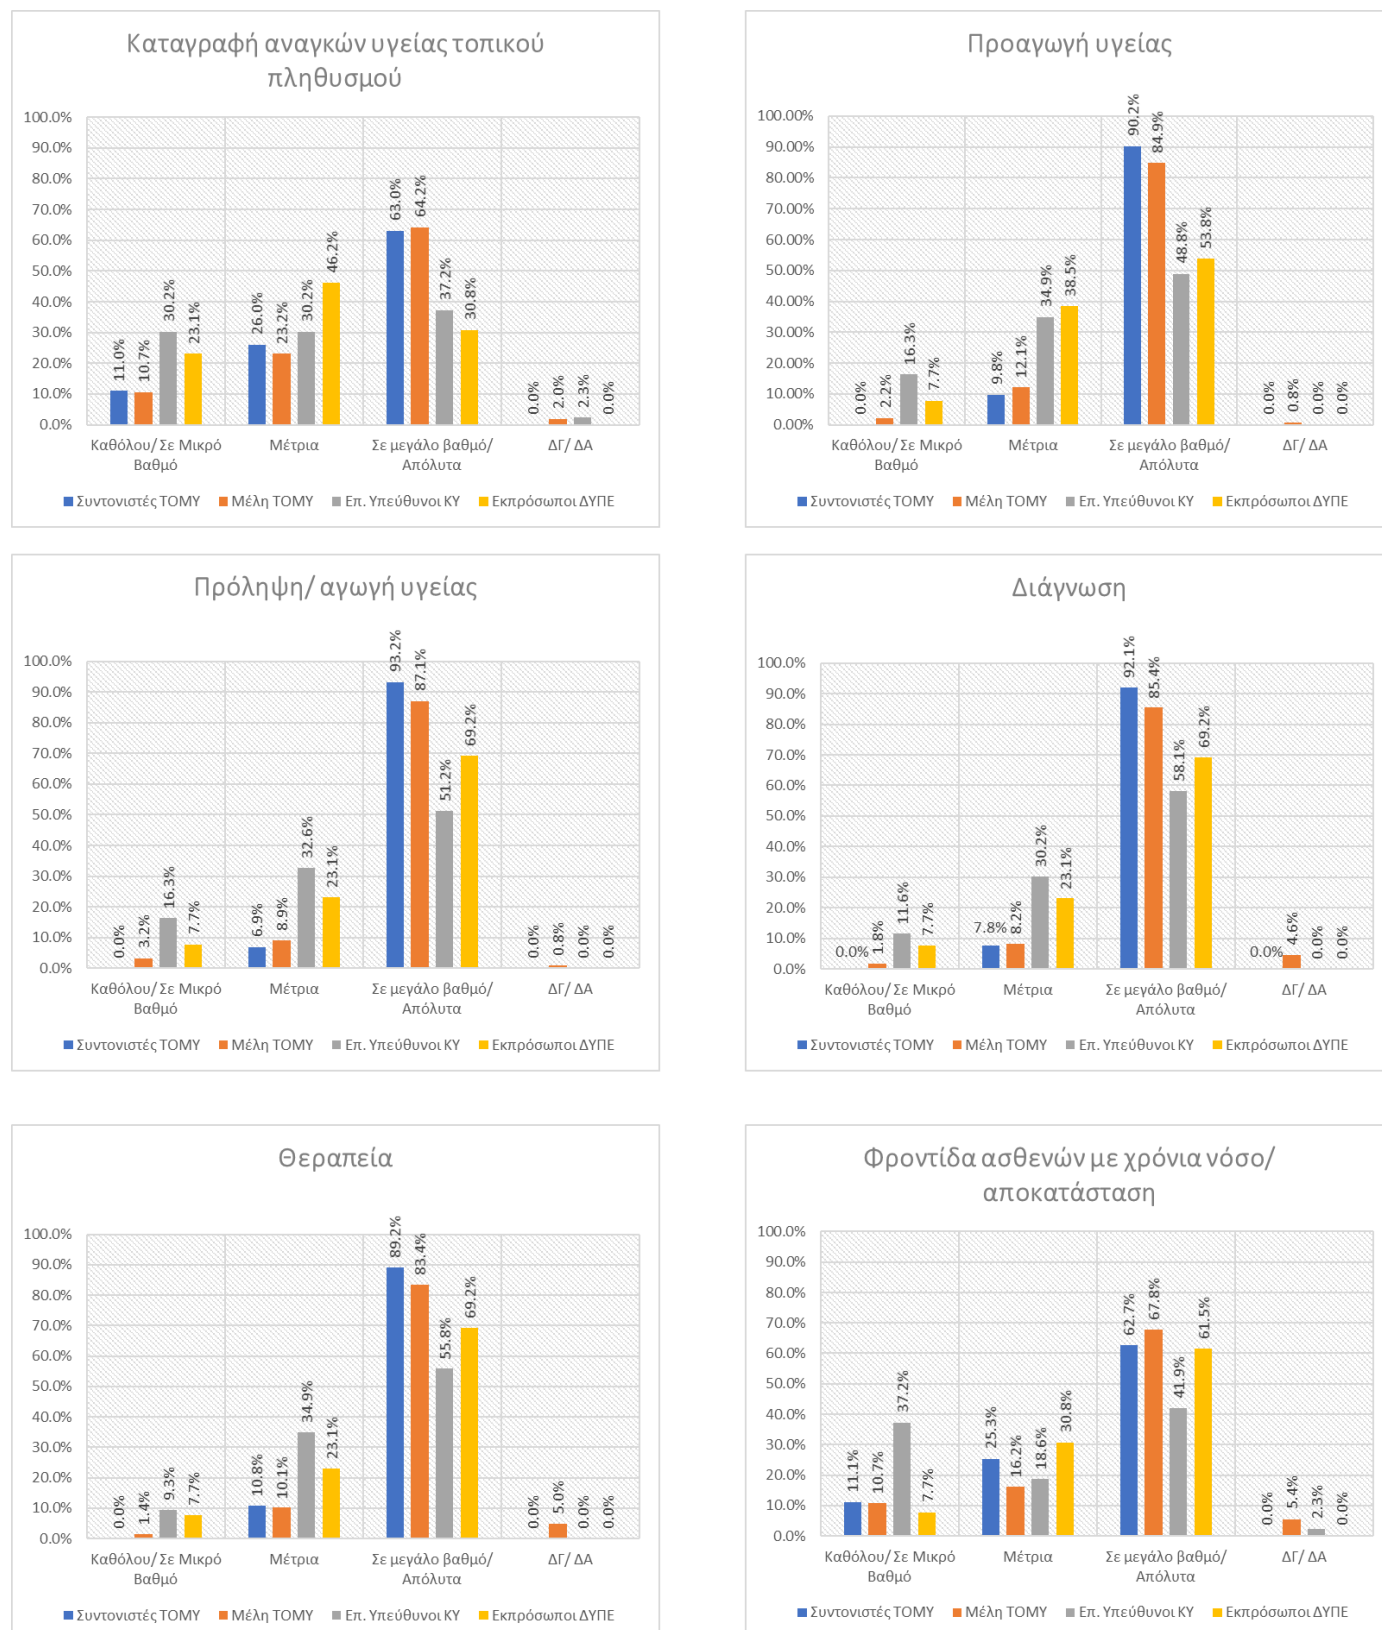 Καταγραφή αναγκών υγείας τοπικού
πληθυσμού
100.0%
90.0%
80.0%
70.0%
60.0%
50.0%
40.0%
30.0%
20.0%
10.0%
0.0%
11.0% 10.7% 30.2% 23.1%
26.0% 23.2% 30.2% 46.2%
63.0% 64.2% 37.2% 30.8%
0.0% 2.0% 2.3% 0.0%
Καθόλου/ Σε Μικρό Μέτρια Σε μεγάλο βαθμό/ ΔΓ/ ΔΑ
Βαθμό Απόλυτα
Συντονιστές ΤΟΜΥ Μέλη ΤΟΜΥ Επ. Υπεύθυνοι ΚΥ Εκπρόσωποι ΔΥΠΕ
Προαγωγή υγείας
100.00%
90.00%
80.00%
70.00%
60.00%
50.00%
40.00%
30.00%
20.00%
10.00%
0.00%
0.0% 2.2% 16.3% 7.7%
9.8% 12.1% 34.9% 38.5%
90.2% 84.9% 48.8% 53.8%
0.0% 0.8% 0.0% 0.0%
Καθόλου/ Σε Μικρό Μέτρια Σε μεγάλο βαθμό/ ΔΓ/ ΔΑ
Βαθμό Απόλυτα
Συντονιστές ΤΟΜΥ Μέλη ΤΟΜΥ Επ. Υπεύθυνοι ΚΥ Εκπρόσωποι ΔΥΠΕ
Πρόληψη/ αγωγή υγείας
100.0%
90.0%
80.0%
70.0%
60.0%
50.0%
40.0%
30.0%
20.0%
10.0%
0.0%
0.0% 3.2% 16.3% 7.7%
6.9% 8.9% 32.6% 23.1%
93.2% 87.1% 51.2% 69.2%
0.0% 0.8% 0.0% 0.0%
Καθόλου/ Σε Μικρό Μέτρια Σε μεγάλο βαθμό/ ΔΓ/ ΔΑ
Βαθμό Απόλυτα
Συντονιστές ΤΟΜΥ Μέλη ΤΟΜΥ Επ. Υπεύθυνοι ΚΥ Εκπρόσωποι ΔΥΠΕ
Διάγνωση
100.0%
90.0%
80.0%
70.0%
60.0%
50.0%
40.0%
30.0%
20.0%
10.0%
0.0%
0.0% 1.8% 11.6% 7.7%
7.8% 8.2% 30.2% 23.1%
92.1% 85.4% 58.1% 69.2%
0.0% 4.6% 0.0% 0.0%
Καθόλου/ Σε Μικρό Μέτρια Σε μεγάλο βαθμό/ ΔΓ/ ΔΑ
Βαθμό Απόλυτα
Συντονιστές ΤΟΜΥ Μέλη ΤΟΜΥ Επ. Υπεύθυνοι ΚΥ Εκπρόσωποι ΔΥΠΕ
Θεραπεία
100.0%
90.0%
80.0%
70.0%
60.0%
50.0%
40.0%
30.0%
20.0%
10.0%
0.0%
0.0% 1.4% 9.3% 7.7%
10.8% 10.1% 34.9% 23.1%
89.2% 83.4% 55.8% 69.2%
0.0% 5.0% 0.0% 0.0%
Καθόλου/ Σε Μικρό Μέτρια Σε μεγάλο βαθμό/ ΔΓ/ ΔΑ
Βαθμό Απόλυτα
Συντονιστές ΤΟΜΥ Μέλη ΤΟΜΥ Επ. Υπεύθυνοι ΚΥ Εκπρόσωποι ΔΥΠΕ
Φροντίδα ασθενών με χρόνια νόσο/
αποκατάσταση
100.0%
90.0%
80.0%
70.0%
60.0%
50.0%
40.0%
30.0%
20.0%
10.0%
0.0%
11.1% 10.7% 37.2% 7.7%
25.3% 16.2% 18.6% 30.8%
62.7% 67.8% 41.9% 61.5%
0.0% 5.4% 2.3% 0.0%
Καθόλου/ Σε Μικρό Μέτρια Σε μεγάλο βαθμό/ ΔΓ/ ΔΑ
Βαθμό Απόλυτα
Συντονιστές ΤΟΜΥ Μέλη ΤΟΜΥ Επ. Υπεύθυνοι ΚΥ Εκπρόσωποι ΔΥΠΕ